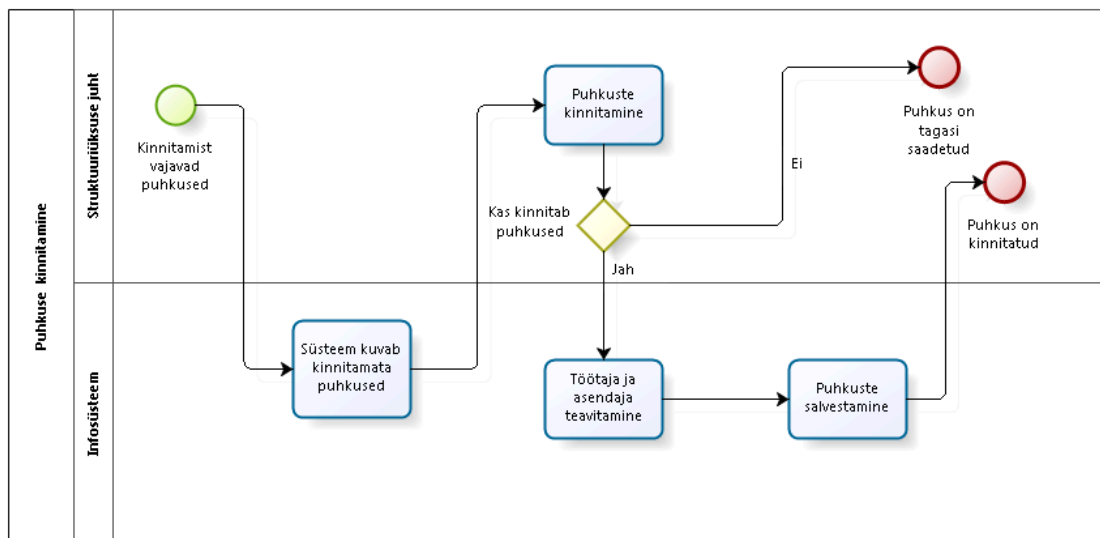 Puhkuse kinnitamine
Struktuuriüksuse juht
Kinnitamist
vajavad
puhkused
Puhkuste
kinnitamine
Kas kinnitab
puhkused
Ei
Jah
Puhkus on
tagasi
saadetud
Puhkus on
kinnitatud
Infosüsteem
Süsteem kuvab
kinnitamata
puhkused
Töötaja ja
asendaja
teavitamine
Puhkuste
salvestamine